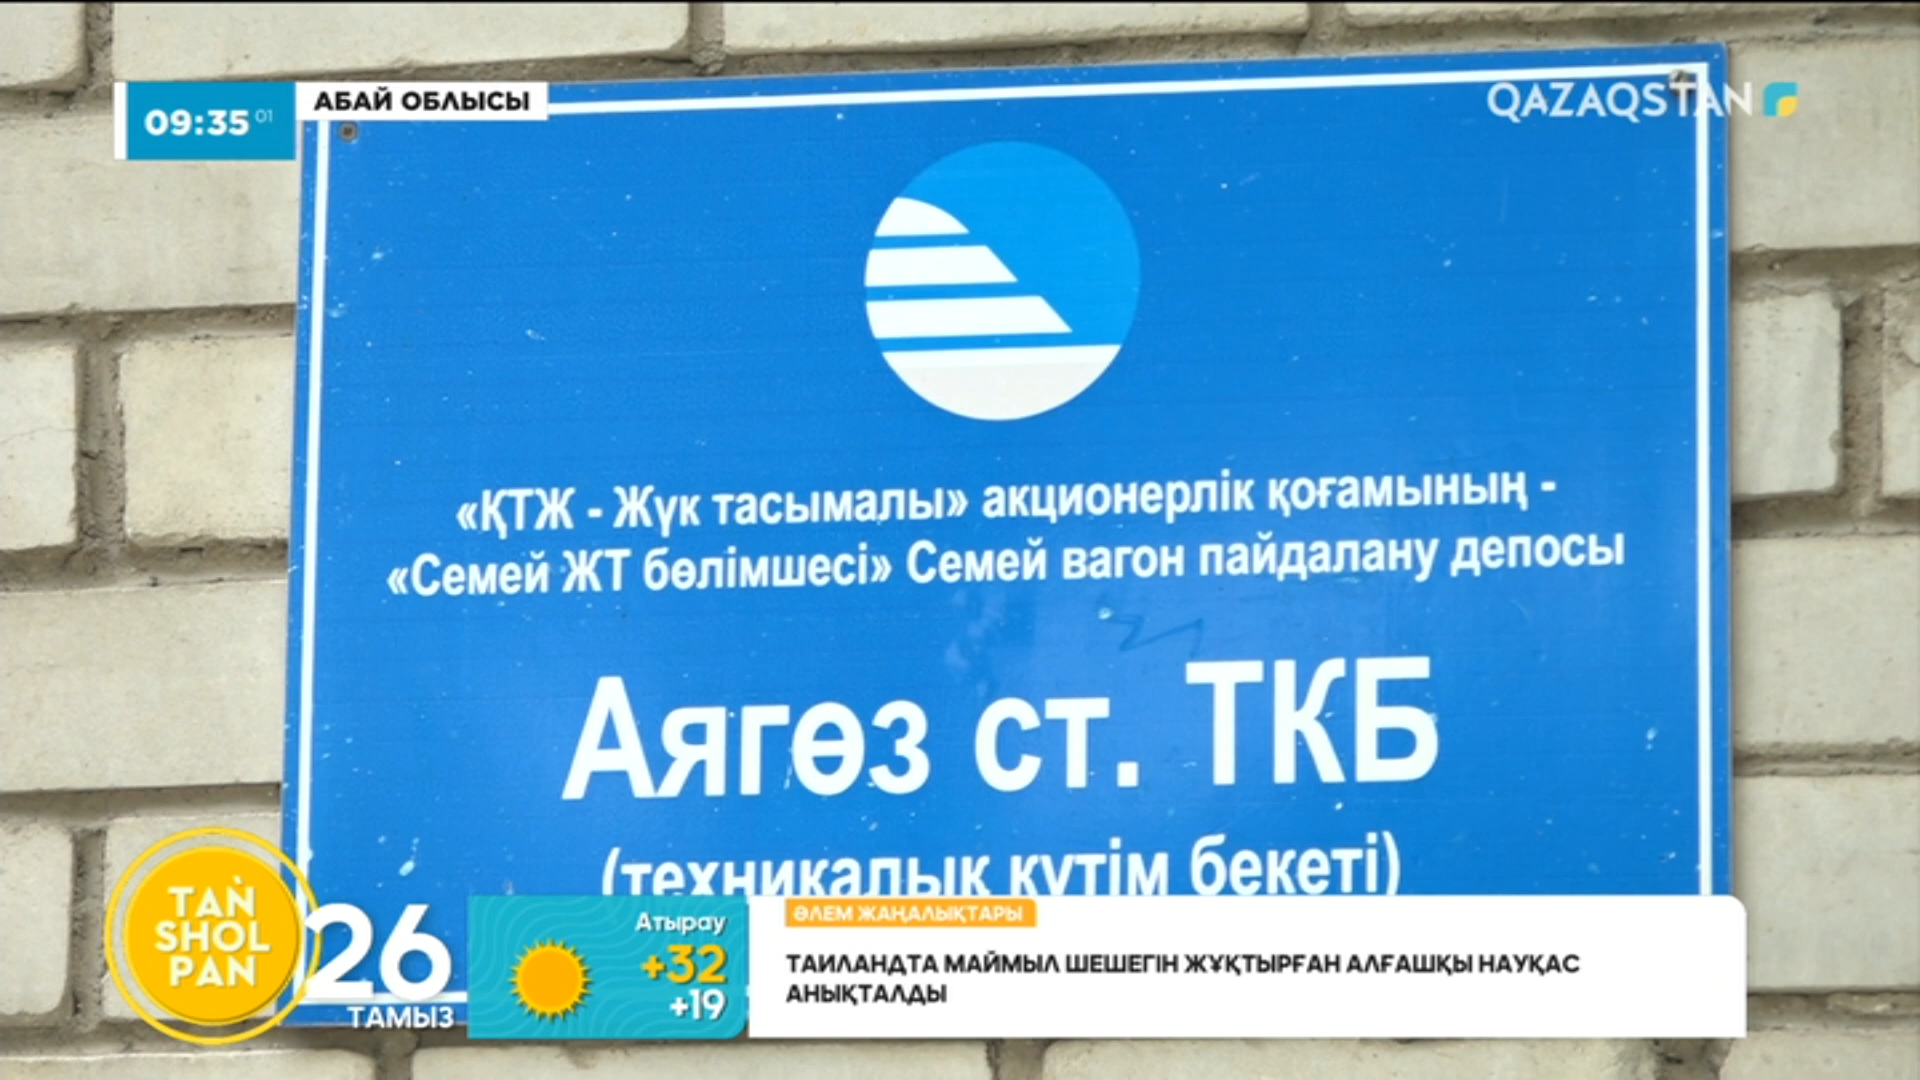 09:35 01
АБАЙ ОБЛЫСЫ
QAZAQSTAN
«ҚТЖ - Жүк тасымалы» акционерлік қоғамының -
«Семей ЖТ бөлімшесі» Семей вагон пайдалану депосы
Аягөз ст. ТКБ
(техникалық күтім бекеті)
TAŃ
SHOL
PAN
26
ТАМЫЗ
Атырау
+32
+19
ӘЛЕМ ЖАҢАЛЫҚТАРЫ
ТАИЛАНДТА МАЙМЫЛ ШЕШЕГІН ЖҰҚТЫРҒАН АЛҒАШҚЫ НАУҚАС
АНЫҚТАЛДЫ